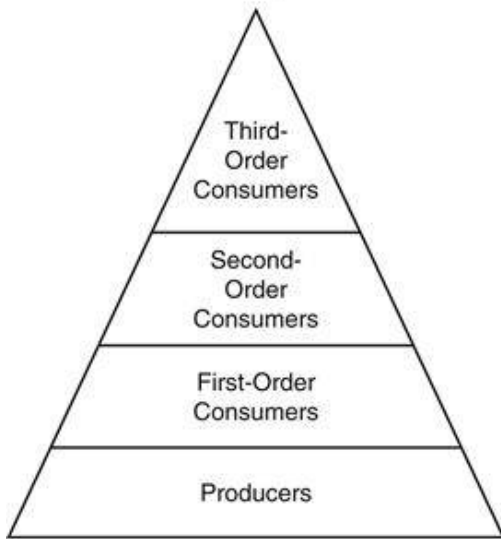 Third-
Order
Consumers
Second-
Order
Consumers
First-Order
Consumers
Producers